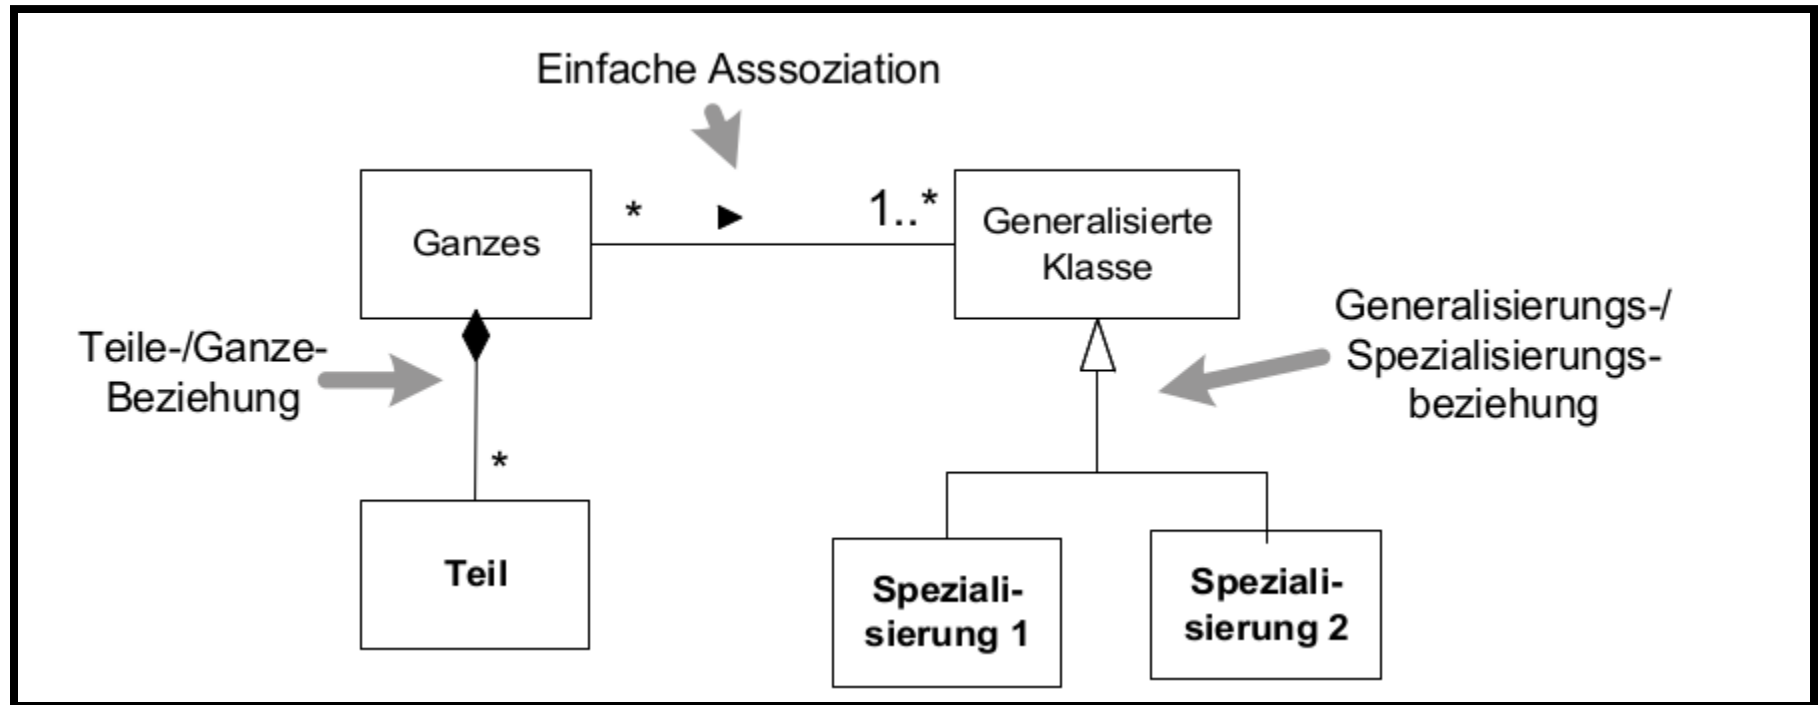 Einfache Asssoziation
*
1..*
Ganzes
Generalisierte
Klasse
Teile-/Ganze-
Beziehung
Generalisierungs-/
Spezialisierungs-
beziehung
*
Teil
Speziali-
sierung 1
Speziali-
sierung 2